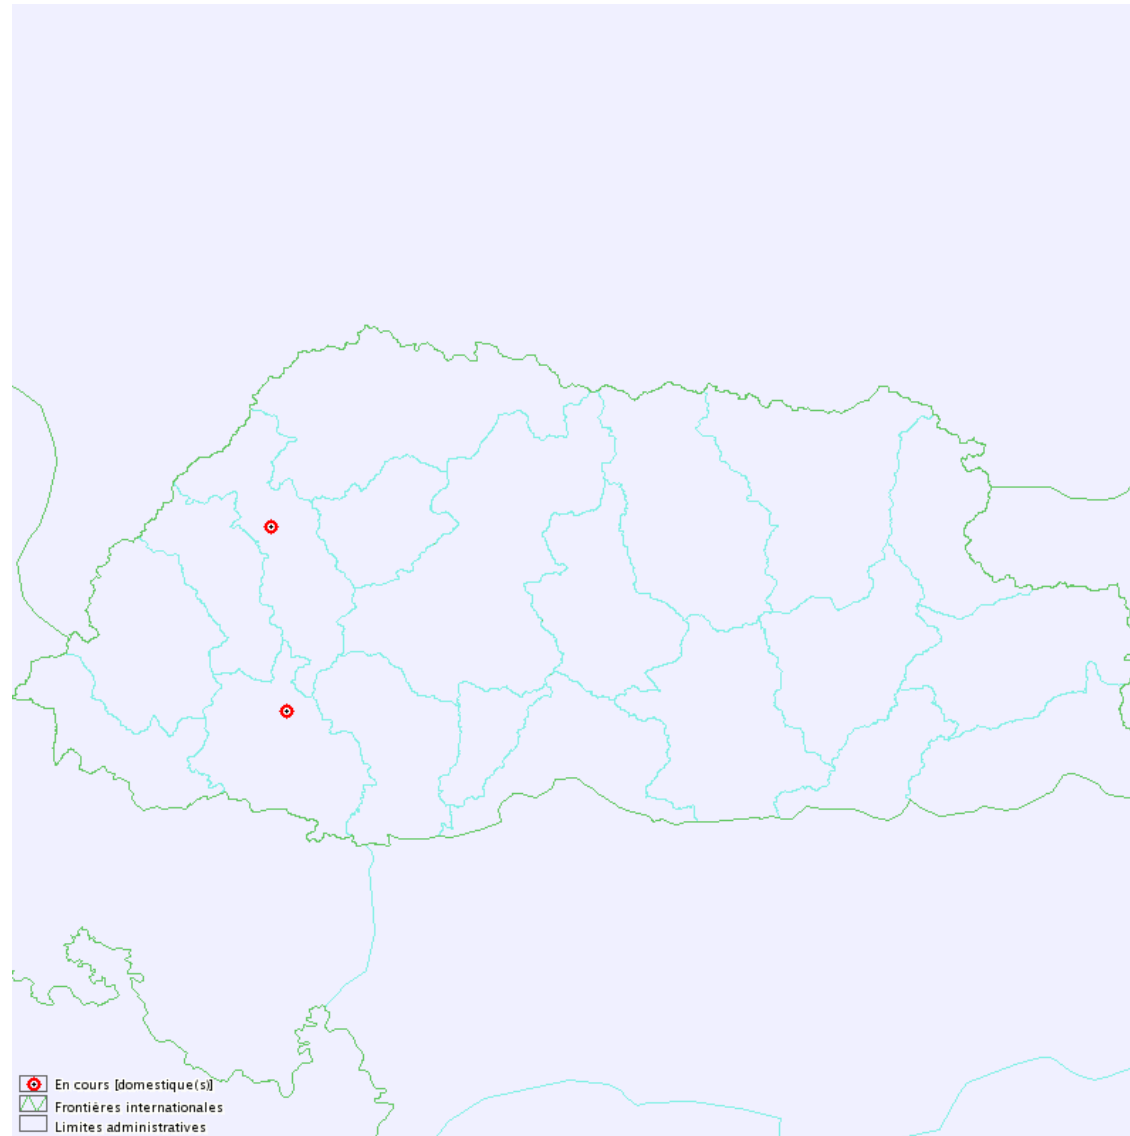 En cours [domestique(s)]
Frontières internationales
Limites administratives